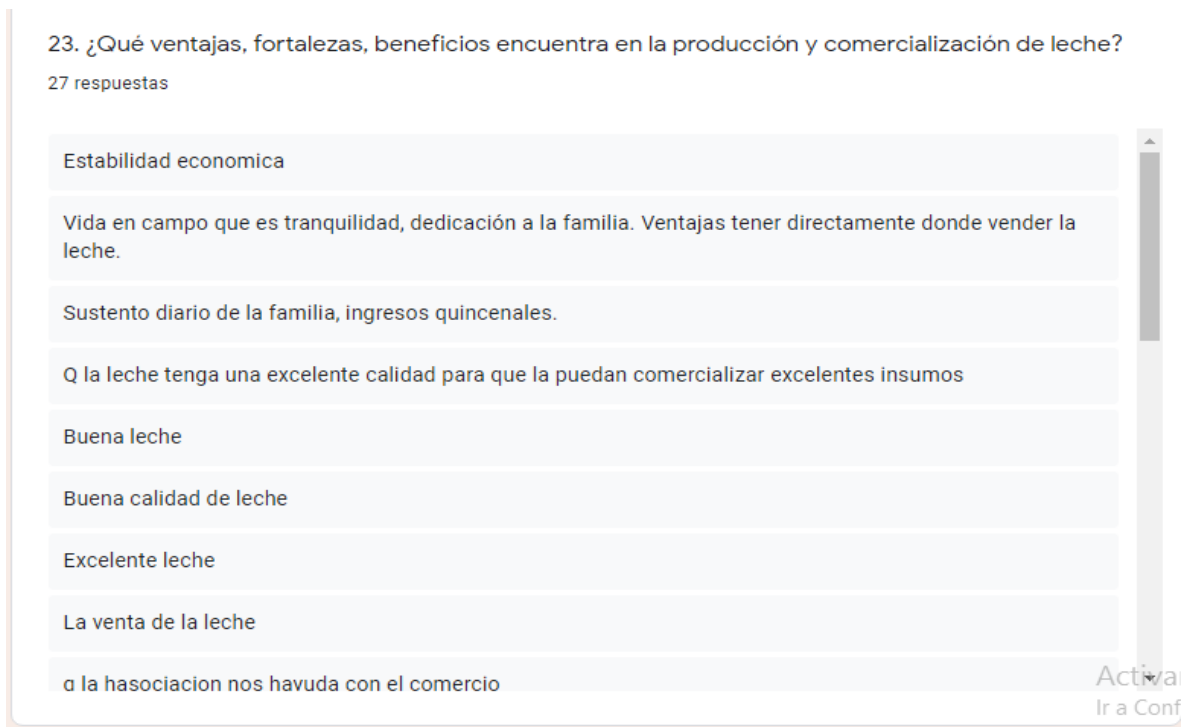 23. ¿Qué ventajas, fortalezas, beneficios encuentra en la producción y comercialización de leche?
27 respuestas
Estabilidad economica
Vida en campo que es tranquilidad, dedicación a la familia. Ventajas tener directamente donde vender la
leche.
Sustento diario de la familia, ingresos quincenales.
Q la leche tenga una excelente calidad para que la puedan comercializar excelentes insumos
Buena leche
Buena calidad de leche
Excelente leche
La venta de la leche
q la hasociacion nos hayuda con el comercio
Activa
Ir a Conf